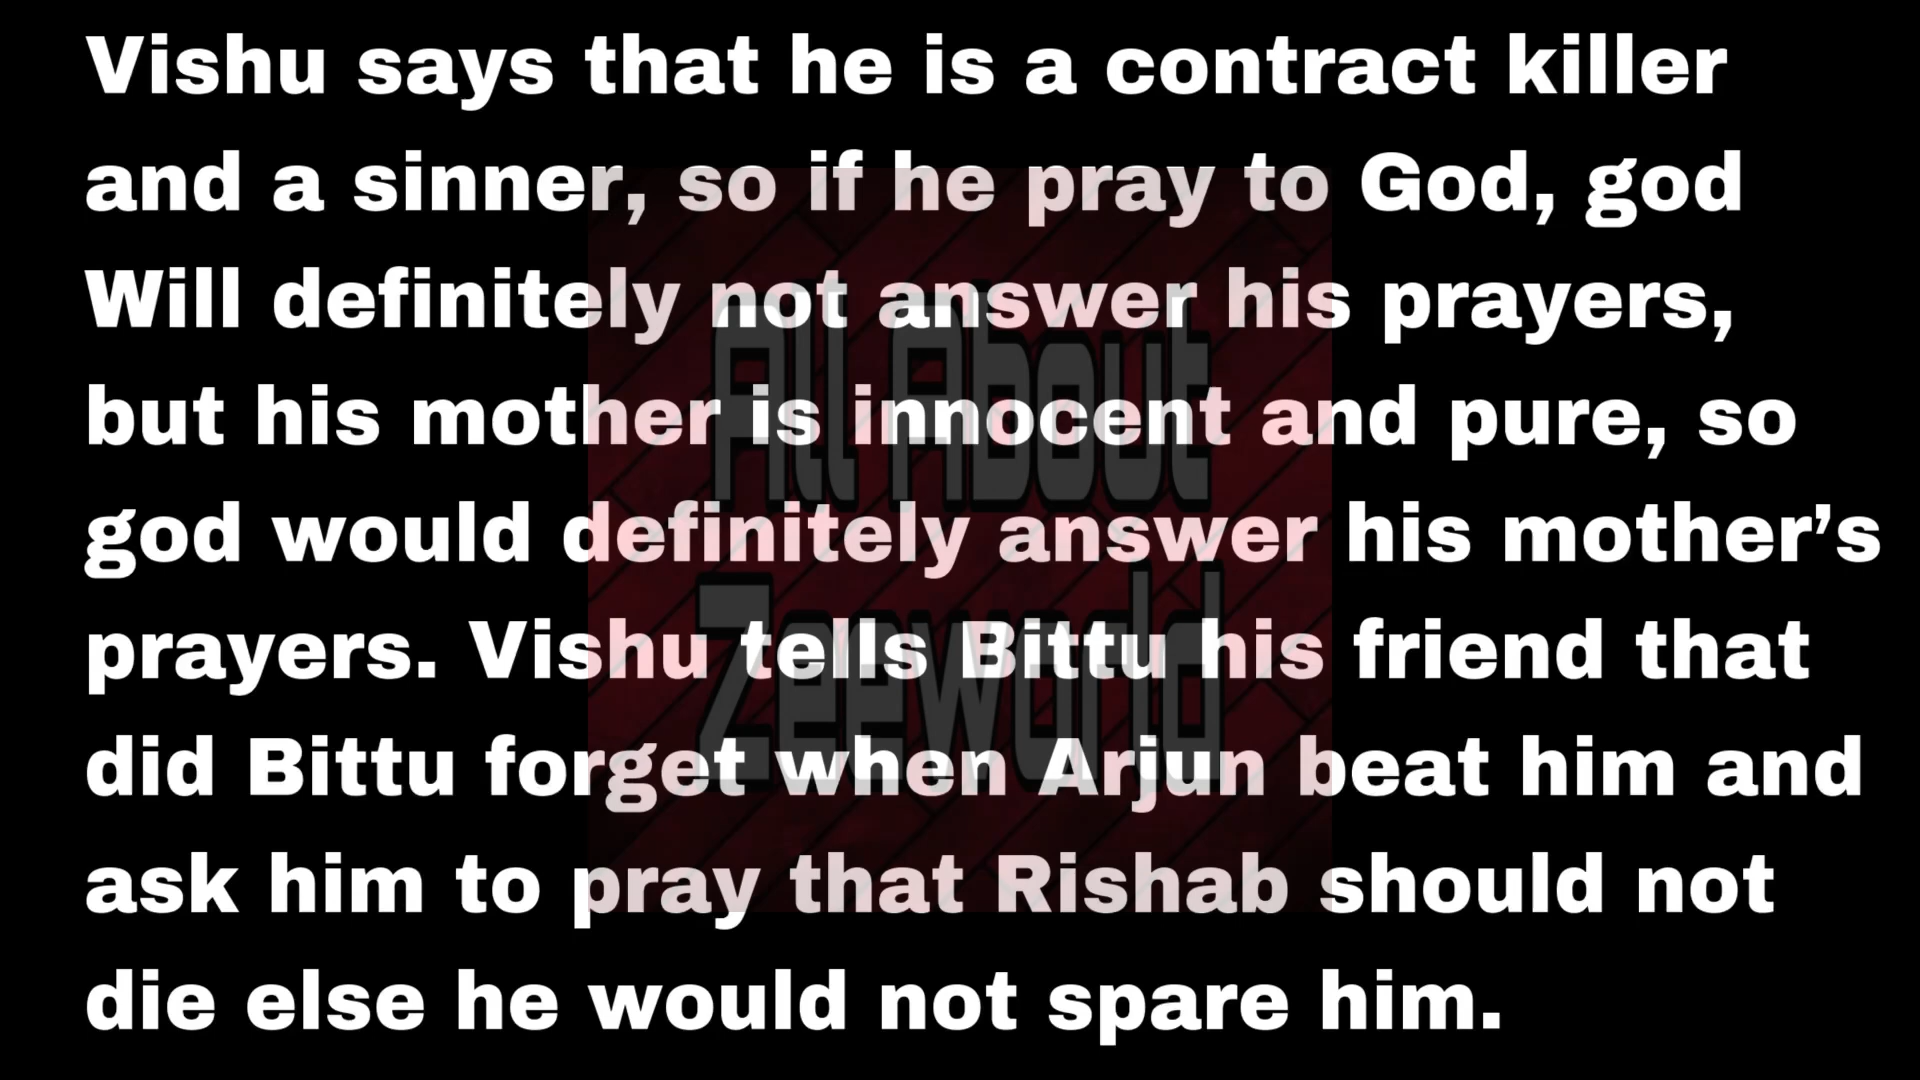 Vishu says that he is a contract killer
and a sinner, so if he pray to God, god
Will definitely not answer his prayers,
but his mother is innocent and pure, so
god would definitely answer his mother’s
prayers. Vishu tells Bittu his friend that
did Bittu forget when Arjun beat him and
ask him to pray that Rishab should not
die else he would not spare him.
All About
Zeeworld